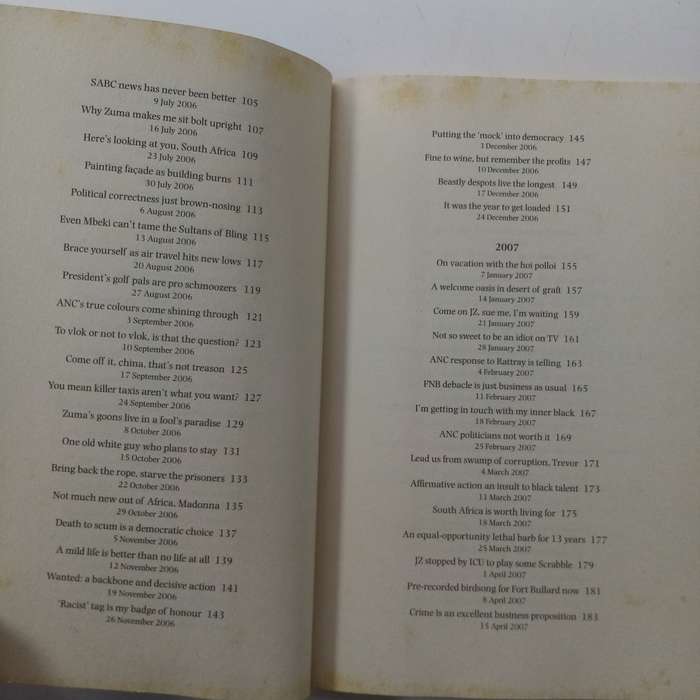 SABC news has never been better 105
9 July 2006
Why Zuma makes me sit bolt upright 107
16 July 2006
Here's looking at you, South Africa 109
23 July 2006
Painting façade as building burns 111
30 July 2006
Political correctness just brown-nosing 113
6 August 2006
Even Mbeki can't tame the Sultans of Bling 115
13 August 2006
Brace yourself as air travel hits new lows 117
20 August 2006
President's golf pals are pro schmoozers 119
27 August 2006
ANC's true colours come shining through 121
3 September 2006
To vlok or not to vlok, is that the question? 123
10 September 2006
Come off it, china, that's not treason 125
17 September 2006
You mean killer taxis aren't what you want? 127
24 September 2006
Zuma's goons live in a fool's paradise 129
8 October 2006
One old white guy who plans to stay 131
15 October 2006
Bring back the rope, starve the prisoners 133
22 October 2006
Not much new out of Africa, Madonna 135
29 October 2006
Death to scum is a democratic choice 137
5 November 2006
A mild life is better than no life at all 139
12 November 2006
Wanted: a backbone and decisive action 141
19 November 2006
'Racist' tag is my badge of honour 143
26 November 2006
Putting the 'mock' into democracy 145
3 December 2006
Fine to wine, but remember the profits 147
10 December 2006
Beastly despots live the longest 149
17 December 2006
It was the year to get loaded 151
24 December 2006
2007
On vacation with the hoi polloi 155
7 January 2007
A welcome oasis in desert of graft 157
14 January 2007
Come on JZ, sue me, I'm waiting 159
21 January 2007
Not so sweet to be an idiot on TV 161
28 January 2007
ANC response to Rattray is telling 163
4 February 2007
FNB debacle is just business as usual 165
11 February 2007
I'm getting in touch with my inner black 167
18 February 2007
ANC politicians not worth it 169
25 February 2007
Lead us from swamp of corruption, Trevor 171
4 March 2007
Affirmative action an insult to black talent 173
11 March 2007
South Africa is worth living for 175
18 March 2007
An equal-opportunity lethal barb for 13 years 177
25 March 2007
JZ stopped by ICU to play some Scrabble 179
1 April 2007
Pre-recorded birdsong for Fort Bullard now 181
8 April 2007
Crime is an excellent business proposition 183
15 April 2007